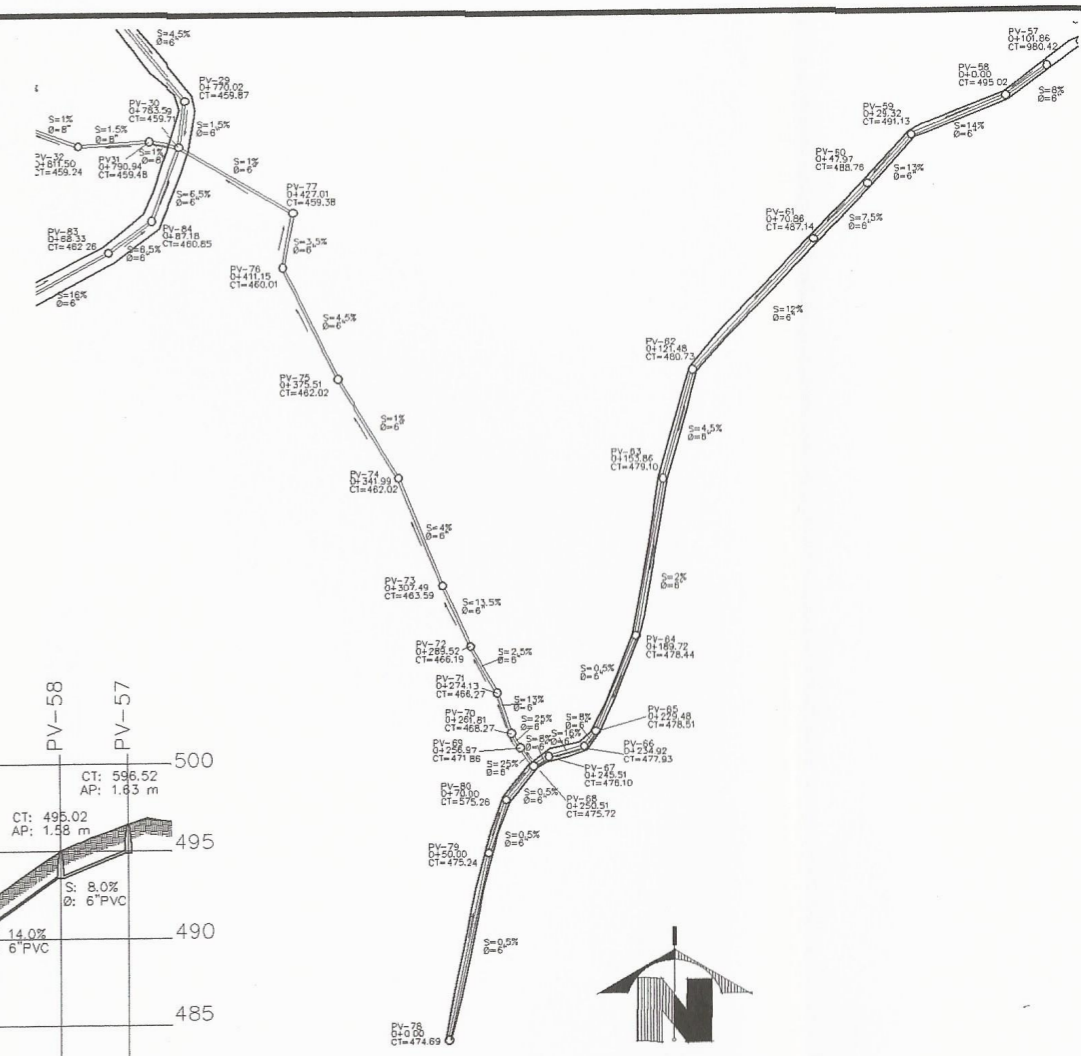 S=4,5%
Ø=6"
PV-29
0+770.02
CT=459.87
PV-30
0+763.59
CT=459.71
S=1%
Ø=8"
S=1.5%
Ø=8"
S=1.5%
Ø=6"
PV-32
0+811.50
CT=459.24
PV31
0+790.94
CT=459.48
S=1%
Ø=8
S=1%
Ø=6"
PV-77
0+427.01
CT=459.38
S=6,5%
Ø=6"
PV-83
0+68.33
CT=462.26
PV-84
0+87.18
CT=460.85
S=6,5%
Ø=6"
S=16%
Ø=6"
S=3,5%
Ø=6"
PV-76
0+411.15
CT=460.01
S=4,5%
Ø=6"
PV-75
0+375.51
CT=462.02
S=1%
Ø=6"
PV-74
0+341.99
CT=462.02
S=4%
Ø=6"
PV-73
0+307.49
CT=463.59
S=13.5%
Ø=6"
PV-72
0+289.52
CT=466.19
S=2,5%
Ø=6"
PV-71
0+274.13
CT=466.27
S=13%
Ø=6"
PV-70
0+261.81
CT=468.27
S=25%
Ø=6"
PV-69
0+256.97
CT=471.86
S=8%
Ø=6"
S=25%
Ø=6"
PV-57
0+101.86
CT=980.42
PV-58
0+0.00
CT=495.02
S=8%
Ø=6"
PV-59
0+29.32
CT=491.13
S=14%
Ø=6"
PV-60
0+47.97
CT=488.76
S=13%
Ø=6"
PV-61
0+70.86
CT=487.14
S=7,5%
Ø=6"
S=12%
Ø=6"
PV-62
0+121.48
CT=480.73
S=4,5%
Ø=6"
PV-63
0+153.86
CT=479.10
S=2%
Ø=6"
PV-64
0+189.72
CT=478.44
S=0,5%
Ø=6"
PV-65
0+229.48
CT=478.51
S=8%
Ø=6"
S=16%
Ø=6"
PV-66
0+234.92
CT=477.93
PV-67
0+245.51
CT=476.10
PV-68
0+250.51
CT=475.72
PV-80
0+70.00
CT=575.26
S=0,5%
Ø=6"
PV-79
0+50.00
CT=475.24
S=0,5%
Ø=6"
S=0,5%
Ø=6"
PV-78
0+0.00
CT=474.69
N
PV-58
PV-57
500
CT: 596.52
AP: 1.63 m
CT: 495.02
AP: 1.58 m
495
S: 8.0%
Ø: 6"PVC
14.0%
6"PVC
490
485